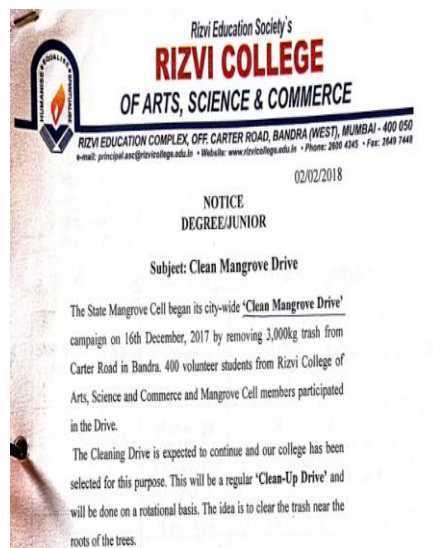 Rizvi Education Society's
RIZVI COLLEGE
OF ARTS, SCIENCE & COMMERCE
HUMANISE EQUALISE
RIZVI EDUCATION COMPLEX, OFF. CARTER ROAD, BANDRA (WEST), MUMBAI - 400 050
e-mail: principal.asc@rizvicollege.edu.in • Website: www.rizvicollege.edu.in • Phone: 2600 4245 • Fax: 2649 7448
02/02/2018
NOTICE
DEGREE/JUNIOR
Subject: Clean Mangrove Drive
The State Mangrove Cell began its city-wide 'Clean Mangrove Drive'
campaign on 16th December, 2017 by removing 3,000kg trash from
Carter Road in Bandra. 400 volunteer students from Rizvi College of
Arts, Science and Commerce and Mangrove Cell members participated
in the Drive.
The Cleaning Drive is expected to continue and our college has been
selected for this purpose. This will be a regular 'Clean-Up Drive' and
will be done on a rotational basis. The idea is to clear the trash near the
roots of the trees.